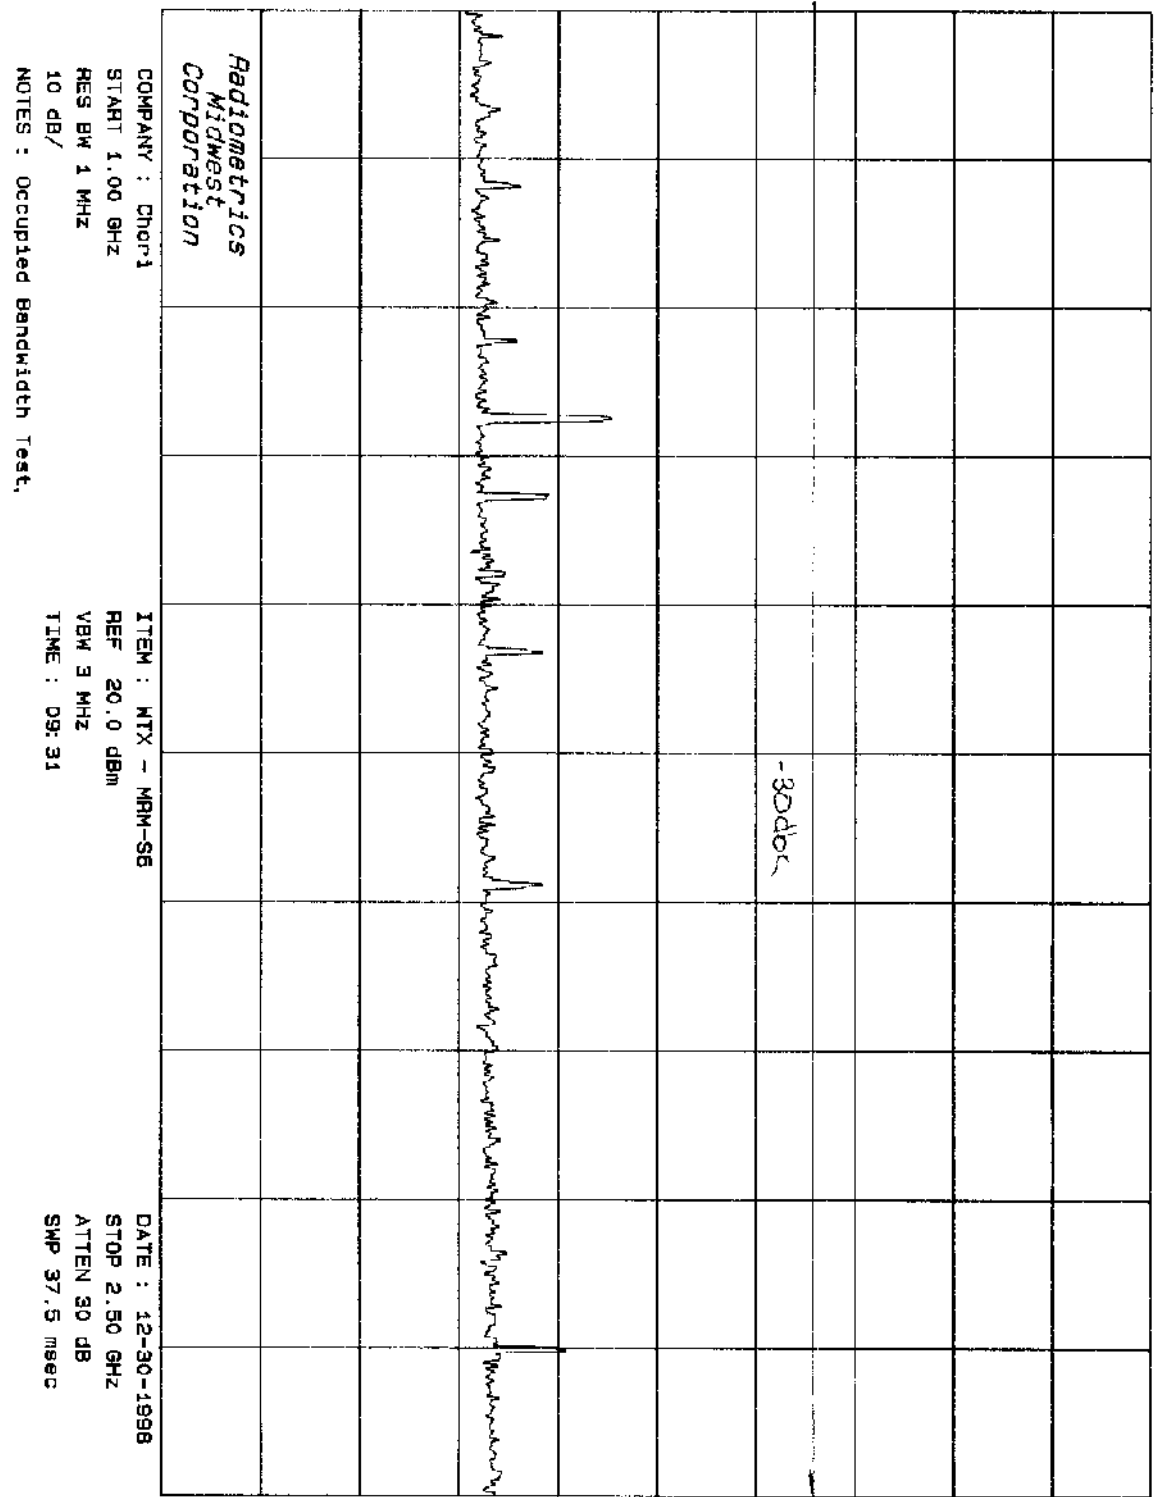 -30dbc
Radiometrics
Midwest
Corporation
COMPANY : Chori
ITEM : WTX - MRM-S6
DATE : 12-30-1998
START 1.00 GHz
REF 20.0 dBm
STOP 2.50 GHz
RES BW 1 MHz
VBW 3 MHz
ATTEN 30 dB
10 dB/
TIME : 09:31
SWP 37.5 msec
NOTES : Occupied Bandwidth Test,